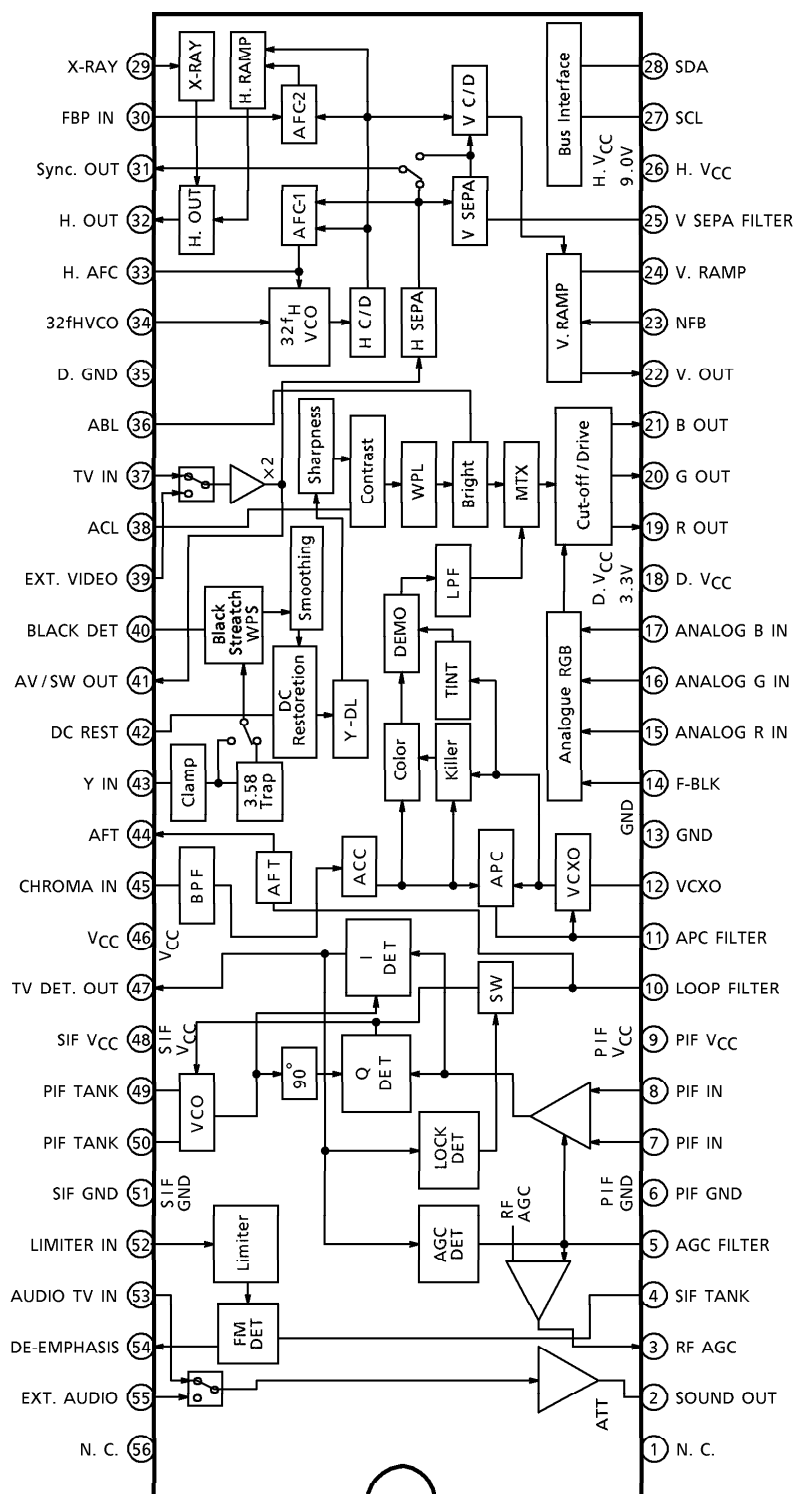 X-RAY 29
FBP IN 30
Sync. OUT 31
H. OUT 32
H. AFC 33
32fHVCO 34
D. GND 35
ABL 36
TV IN 37
ACL 38
EXT. VIDEO 39
BLACK DET 40
AV/SW OUT 41
DC REST 42
Y IN 43
AFT 44
CHROMA IN 45
VCC 46
TV DET. OUT 47
SIF VCC 48
PIF TANK 49
PIF TANK 50
SIF GND 51
LIMITER IN 52
AUDIO TV IN 53
DE-EMPHASIS 54
EXT. AUDIO 55
N. C. 56
X-RAY
H. RAMP
AFC-2
V C/D
Bus Interface
H. VCC
9.0V
H. OUT
AFC-1
V SEPA
32fH
VCO
H C/D
H SEPA
V. RAMP
×2
Sharpness
Contrast
WPL
Bright
MTX
Cut-off/Drive
Smoothing
Black
Streatch
WPS
DC
Restoretion
Y-DL
LPF
DEMO
TINT
D. VCC
3.3V
Analogue RGB
Clamp
3.58
Trap
Color
Killer
GND
BPF
AFT
ACC
APC
VCXO
VCC
I
DET
SW
SIF
VCC
PIF
VCC
VCO
90°
Q
DET
LOCK
DET
SIF
GND
PIF
GND
RF
AGC
Limiter
AGC
DET
FM
DET
ATT
28 SDA
27 SCL
26 H. VCC
25 V SEPA FILTER
24 V. RAMP
23 NFB
22 V. OUT
21 B OUT
20 G OUT
19 R OUT
18 D. VCC
17 ANALOG B IN
16 ANALOG G IN
15 ANALOG R IN
14 F-BLK
13 GND
12 VCXO
11 APC FILTER
10 LOOP FILTER
9 PIF VCC
8 PIF IN
7 PIF IN
6 PIF GND
5 AGC FILTER
4 SIF TANK
3 RF AGC
2 SOUND OUT
1 N. C.